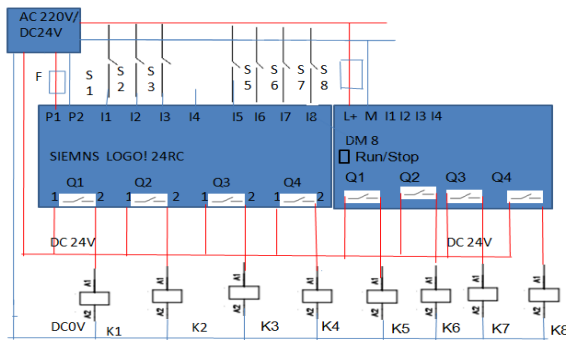 AC 220V/
DC24V
F
S
1
S
2
S
3
S
5
S
6
S
7
S
8
P1 P2 I1 I2 I3 I4 I5 I6 I7 I8
L+ M I1 I2 I3 I4
SIEMNS LOGO! 24RC
DM 8
Run/Stop
Q1 Q2 Q3 Q4
Q1 Q2 Q3 Q4
1 2 1 2 1 2 1 2
DC 24V
DC 24V
A1 A1 A1 A1 A1 A1 A1 A1
A2 A2 A2 A2 A2 A2 A2 A2
DC0V
K1 K2 K3 K4 K5 K6 K7 K8